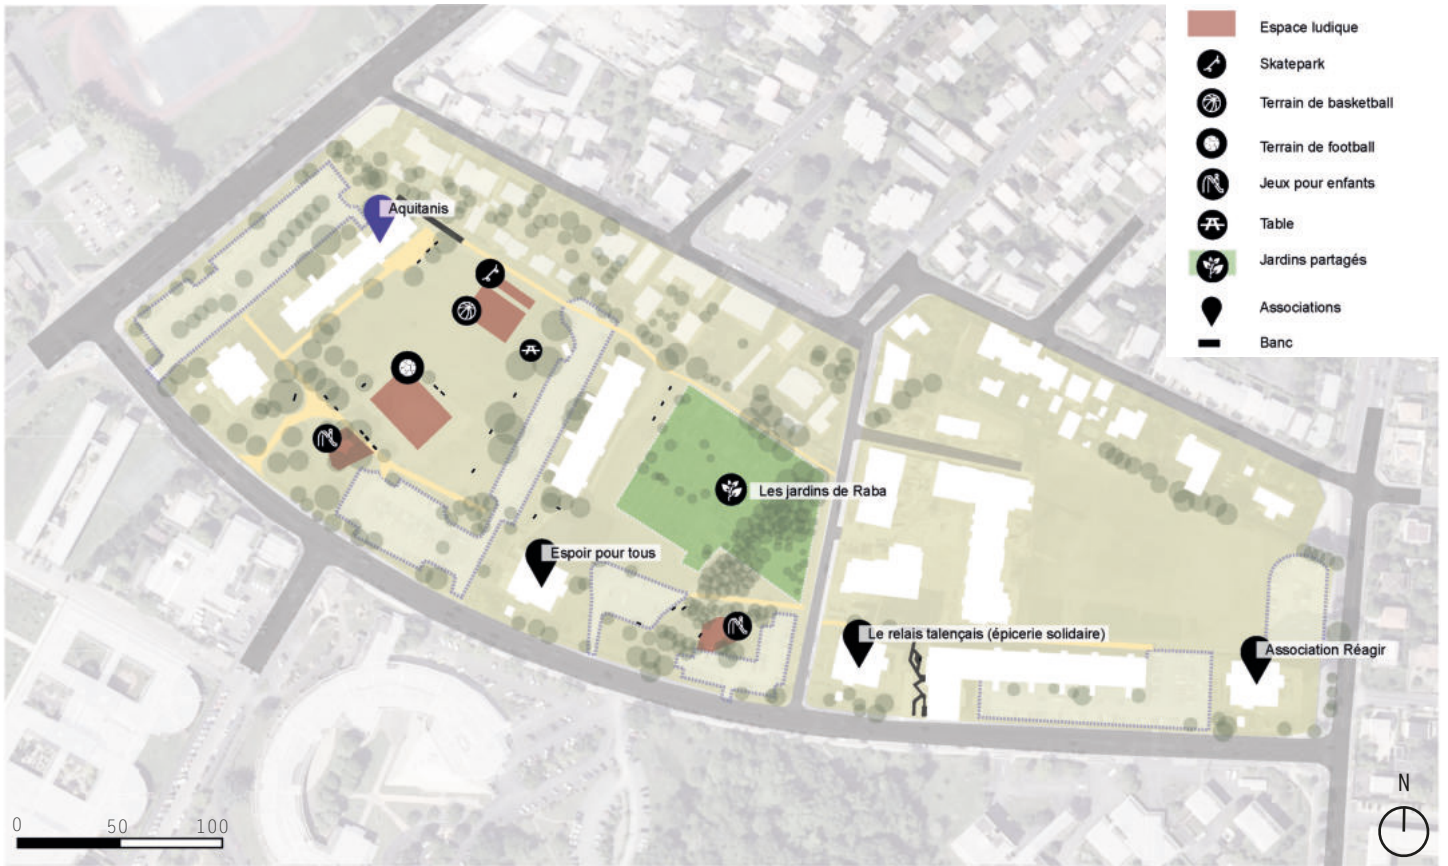 Espace ludique
Skatepark
Terrain de basketball
Terrain de football
Jeux pour enfants
Table
Jardins partagés
Associations
Banc
Aquitanis
Les jardins de Raba
Espoir pour tous
Le relais talençais (épicerie solidaire)
Association Réagir
0 50 100
N